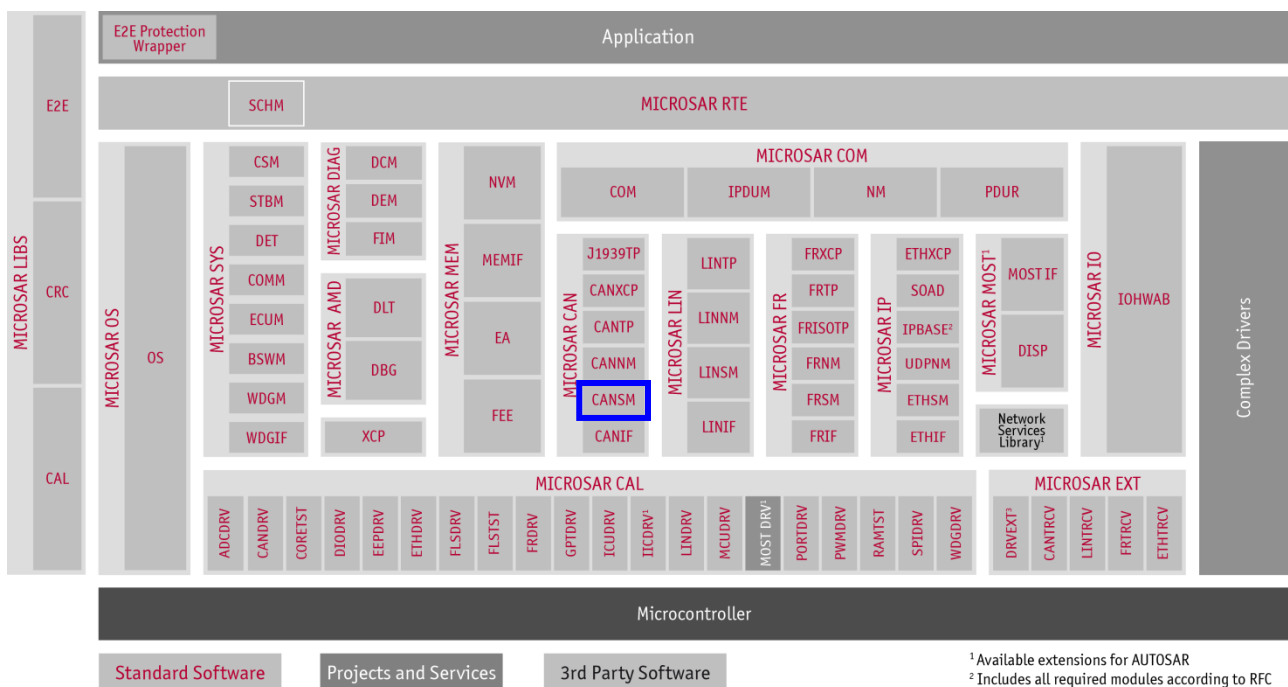 E2E Protection
Wrapper
Application
E2E
CRC
CAL
MICROSAR LIBS
SCHM
MICROSAR RTE
MICROSAR OS
OS
MICROSAR SYS
CSM
STBM
DET
COMM
ECUM
BSWM
WDGM
WDGIF
MICROSAR DIAG
DCM
DEM
FIM
MICROSAR AMD
DLT
DBG
XCP
MICROSAR MEM
NVM
MEMIF
EA
FEE
MICROSAR COM
COM
IPDUM
NM
PDUR
MICROSAR CAN
J1939TP
CANXCP
CANTP
CANNM
CANSM
CANIF
MICROSAR LIN
LINTP
LINNM
LINSM
LINIF
MICROSAR FR
FRXCP
FRTP
FRISOTP
FRNM
FRSM
FRIF
MICROSAR IP
ETHXCP
SOAD
IPBASE²
UDPNM
ETHSM
ETHIF
MICROSAR MOST¹
MOST IF
DISP
Network
Services
Library¹
MICROSAR IO
IOHWAB
Complex Drivers
MICROSAR CAL
ADCDRV
CANDRV
CORETST
DIODRV
EEPDRV
ETHDRV
FLSDRV
FLSTST
FRDRV
GPTDRV
ICUDRV
IICDRV¹
LINDRV
MCUDRV
MOST DRV¹
PORTDRV
PWMDRV
RAMTST
SPIDRV
WDGDRV
MICROSAR EXT
DRVEXT³
CANTRCV
LINTRCV
FRTRCV
ETHTRCV
Microcontroller
Standard Software
Projects and Services
3rd Party Software
¹ Available extensions for AUTOSAR
² Includes all required modules according to RFC